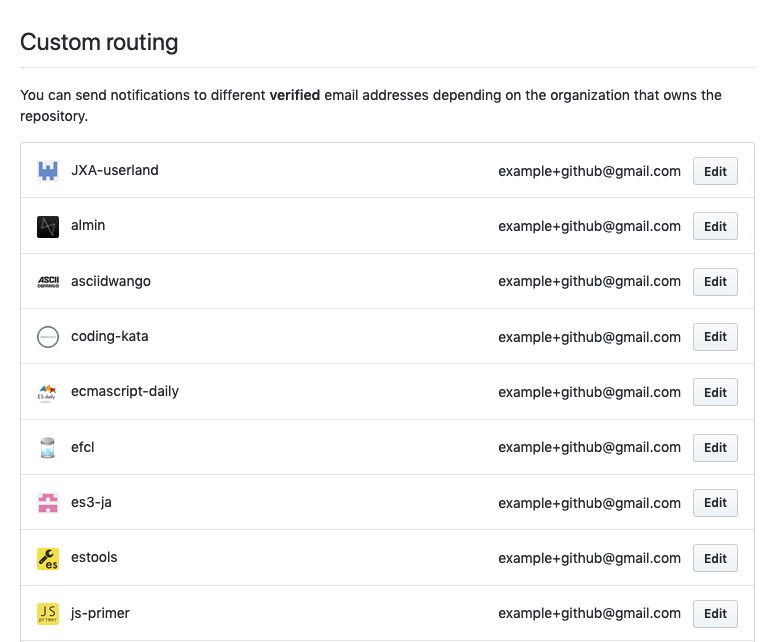 Custom routing
You can send notifications to different verified email addresses depending on the organization that owns the
repository.
JXA-userland example+github@gmail.com Edit
almin example+github@gmail.com Edit
ASCII
DWANGO
asciidwango example+github@gmail.com Edit
coding-kata example+github@gmail.com Edit
ES-daily
ecmascript-daily example+github@gmail.com Edit
efcl example+github@gmail.com Edit
es3-ja example+github@gmail.com Edit
es
estools example+github@gmail.com Edit
JS
primer
js-primer example+github@gmail.com Edit